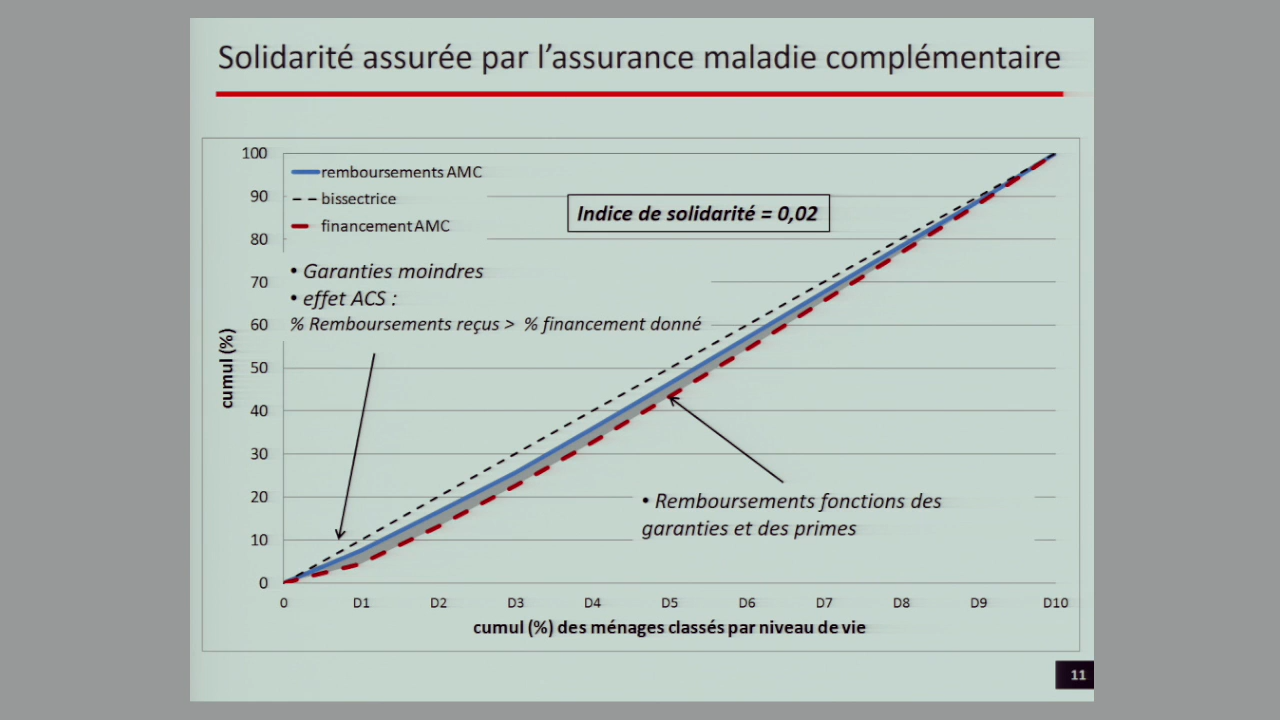 Solidarité assurée par l'assurance maladie complémentaire
100
90
80
70
60
50
40
30
20
10
0
cumul (%)
remboursements AMC
bissectrice
financement AMC
Indice de solidarité = 0,02
• Garanties moindres
• effet ACS :
% Remboursements reçus > % financement donné
• Remboursements fonctions des
garanties et des primes
0 D1 D2 D3 D4 D5 D6 D7 D8 D9 D10
cumul (%) des ménages classés par niveau de vie
11